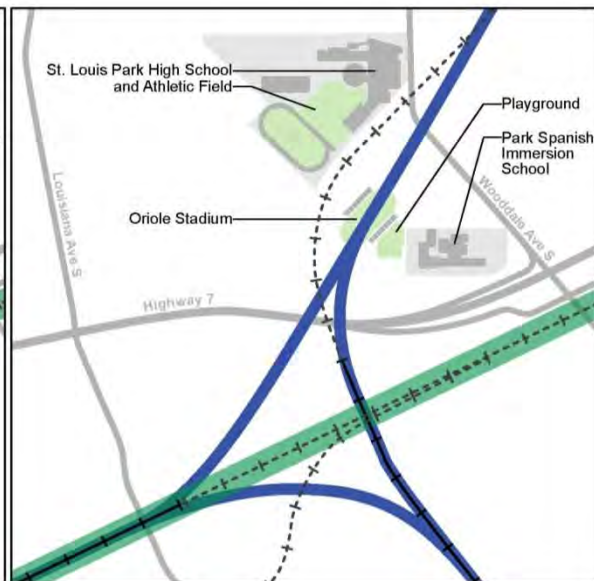 St. Louis Park High School
and Athletic Field
Playground
Park Spanish
Immersion
School
Louisiana Ave S
Wooddale Ave S
Oriole Stadium
Highway 7